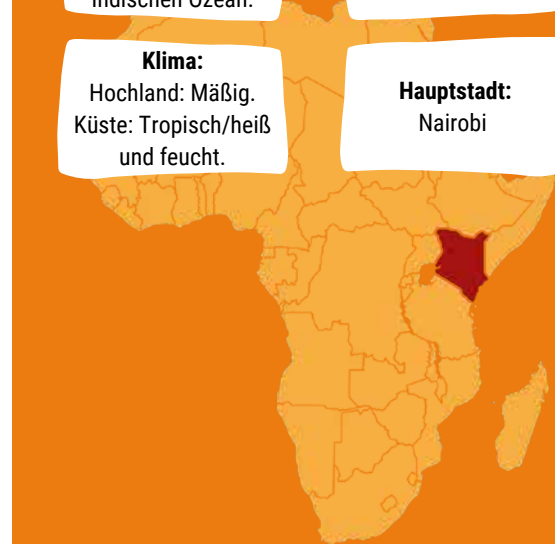 Indischen Ozean.
Klima:
Hochland: Mäßig.
Küste: Tropisch/heiß
und feucht.
Hauptstadt:
Nairobi